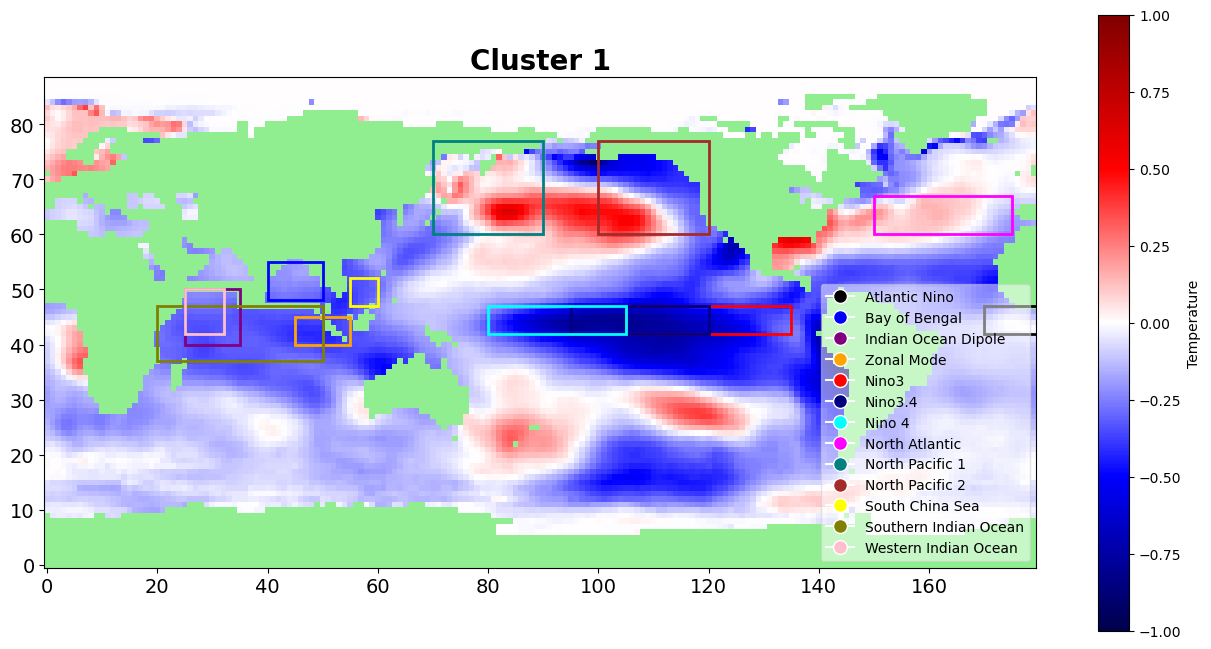 Cluster 1
80
70
60
50
40
30
20
10
0
0 20 40 60 80 100 120 140 160
Atlantic Nino
Bay of Bengal
Indian Ocean Dipole
Zonal Mode
Nino3
Nino3.4
Nino 4
North Atlantic
North Pacific 1
North Pacific 2
South China Sea
Southern Indian Ocean
Western Indian Ocean
1.00
0.75
0.50
0.25
0.00
−0.25
−0.50
−0.75
−1.00
Temperature